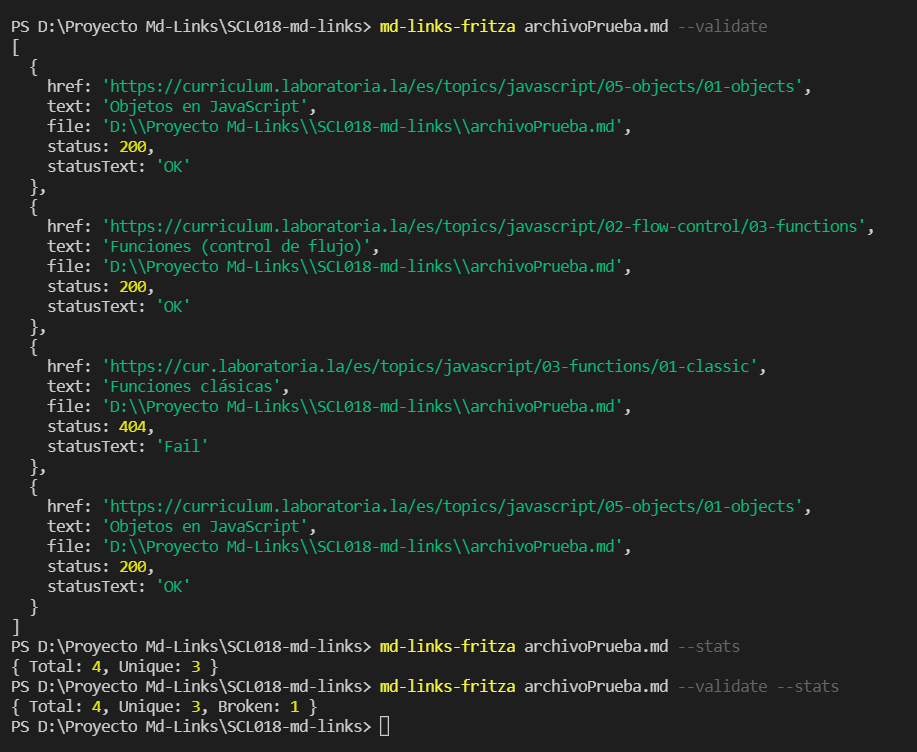 PS D:\Proyecto Md-Links\SCL018-md-links> md-links-fritza archivoPrueba.md --validate
[
  {
    href: 'https://curriculum.laboratoria.la/es/topics/javascript/05-objects/01-objects',
    text: 'Objetos en JavaScript',
    file: 'D:\\Proyecto Md-Links\\SCL018-md-links\\archivoPrueba.md',
    status: 200,
    statusText: 'OK'
  },
  {
    href: 'https://curriculum.laboratoria.la/es/topics/javascript/02-flow-control/03-functions',
    text: 'Funciones (control de flujo)',
    file: 'D:\\Proyecto Md-Links\\SCL018-md-links\\archivoPrueba.md',
    status: 200,
    statusText: 'OK'
  },
  {
    href: 'https://cur.laboratoria.la/es/topics/javascript/03-functions/01-classic',
    text: 'Funciones clásicas',
    file: 'D:\\Proyecto Md-Links\\SCL018-md-links\\archivoPrueba.md',
    status: 404,
    statusText: 'Fail'
  },
  {
    href: 'https://curriculum.laboratoria.la/es/topics/javascript/05-objects/01-objects',
    text: 'Objetos en JavaScript',
    file: 'D:\\Proyecto Md-Links\\SCL018-md-links\\archivoPrueba.md',
    status: 200,
    statusText: 'OK'
  }
]
PS D:\Proyecto Md-Links\SCL018-md-links> md-links-fritza archivoPrueba.md --stats
{ Total: 4, Unique: 3 }
PS D:\Proyecto Md-Links\SCL018-md-links> md-links-fritza archivoPrueba.md --validate --stats
{ Total: 4, Unique: 3, Broken: 1 }
PS D:\Proyecto Md-Links\SCL018-md-links>